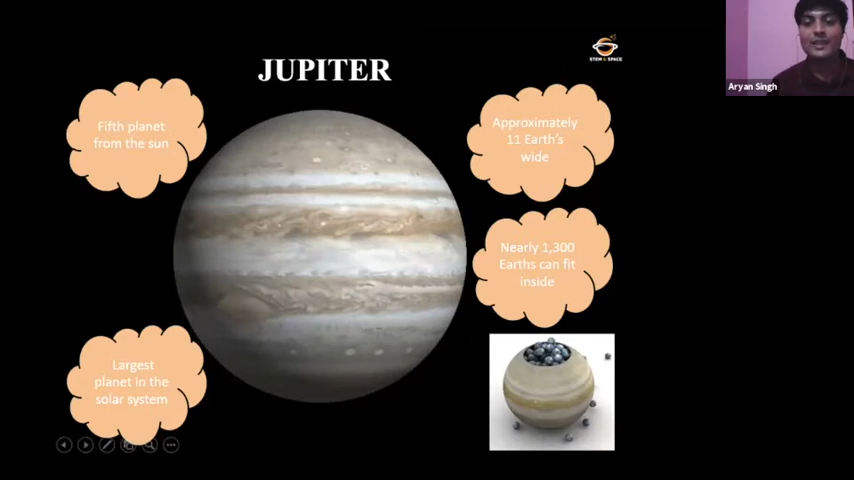 JUPITER
STEM & SPACE
Aryan Singh
Fifth planet
from the sun
Approximately
11 Earth's
wide
Nearly 1,300
Earths can fit
inside
Largest
planet in the
solar system